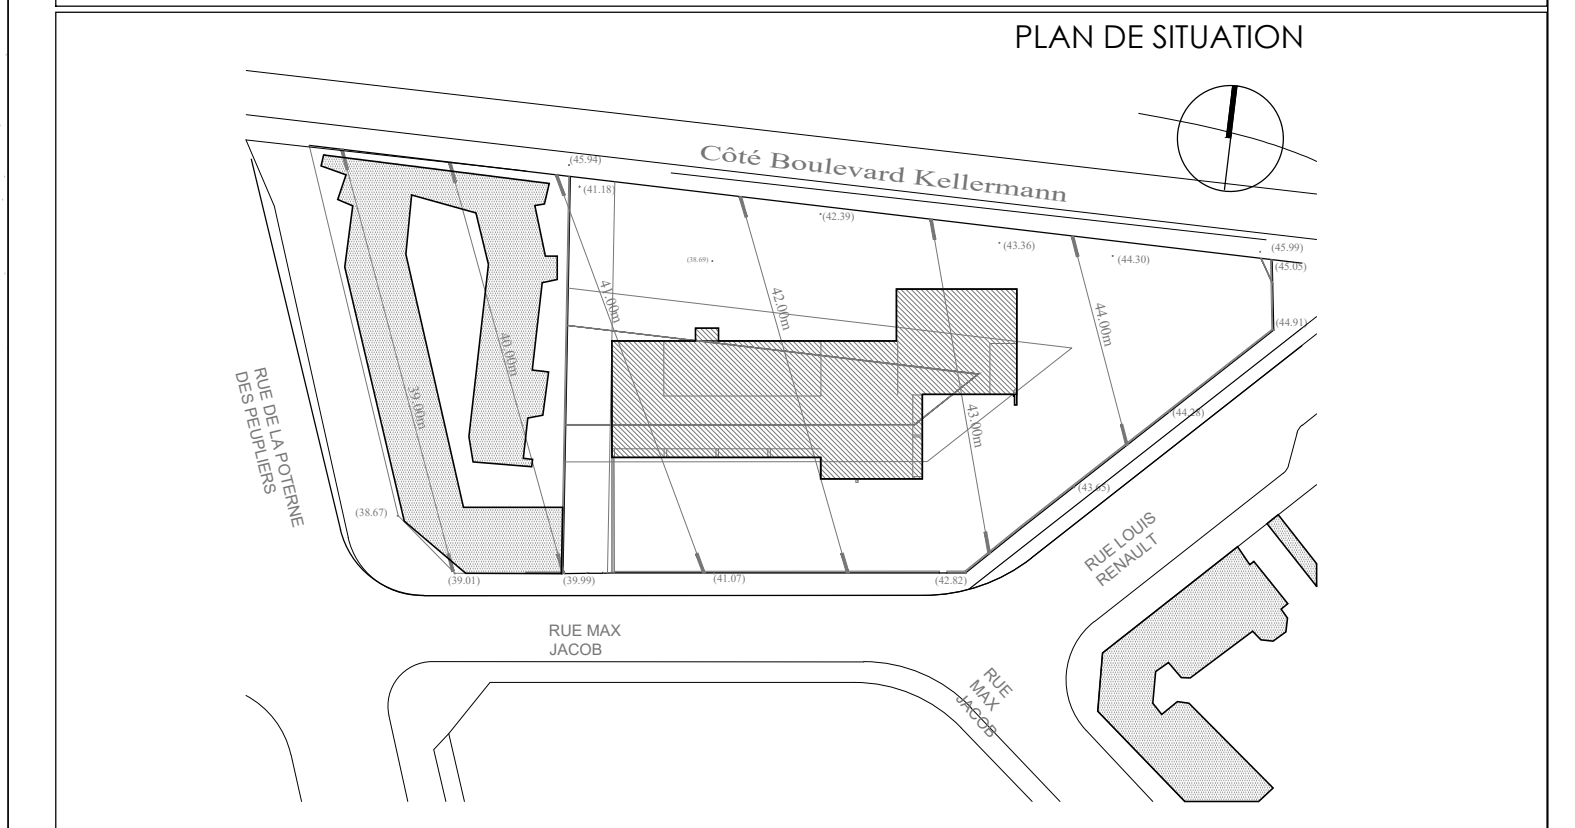 PLAN DE SITUATION
Côté Boulevard Kellermann
(45.94)
(41.18)
(42.39)
(43.36)
(44.30)
(45.99)
(45.05)
(38.69)
41.00m
42.00m
44.00m
(44.91)
40.00m
39.00m
43.00m
(44.28)
RUE DE LA POTERNE
DES PEUPLIERS
(43.65)
(38.67)
RUE LOUIS
RENAULT
(39.01)
(39.99)
(41.07)
(42.82)
RUE MAX
JACOB
RUE
MAX
JACOB